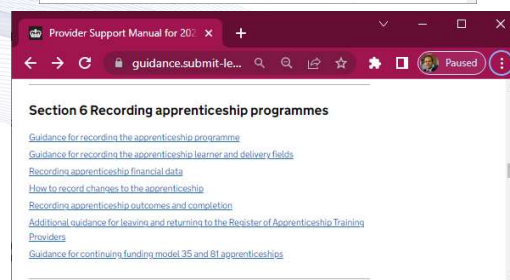 Provider Support Manual for 202
guidance.submit-le...
Paused
Section 6 Recording apprenticeship programmes
Guidance for recording the apprenticeship programme
Guidance for recording the apprenticeship learner and delivery fields
Recording apprenticeship financial data
How to record changes to the apprenticeship
Recording apprenticeship outcomes and completion
Additional guidance for leaving and returning to the Register of Apprenticeship Training
Providers
Guidance for continuing funding model 35 and 81 apprenticeships